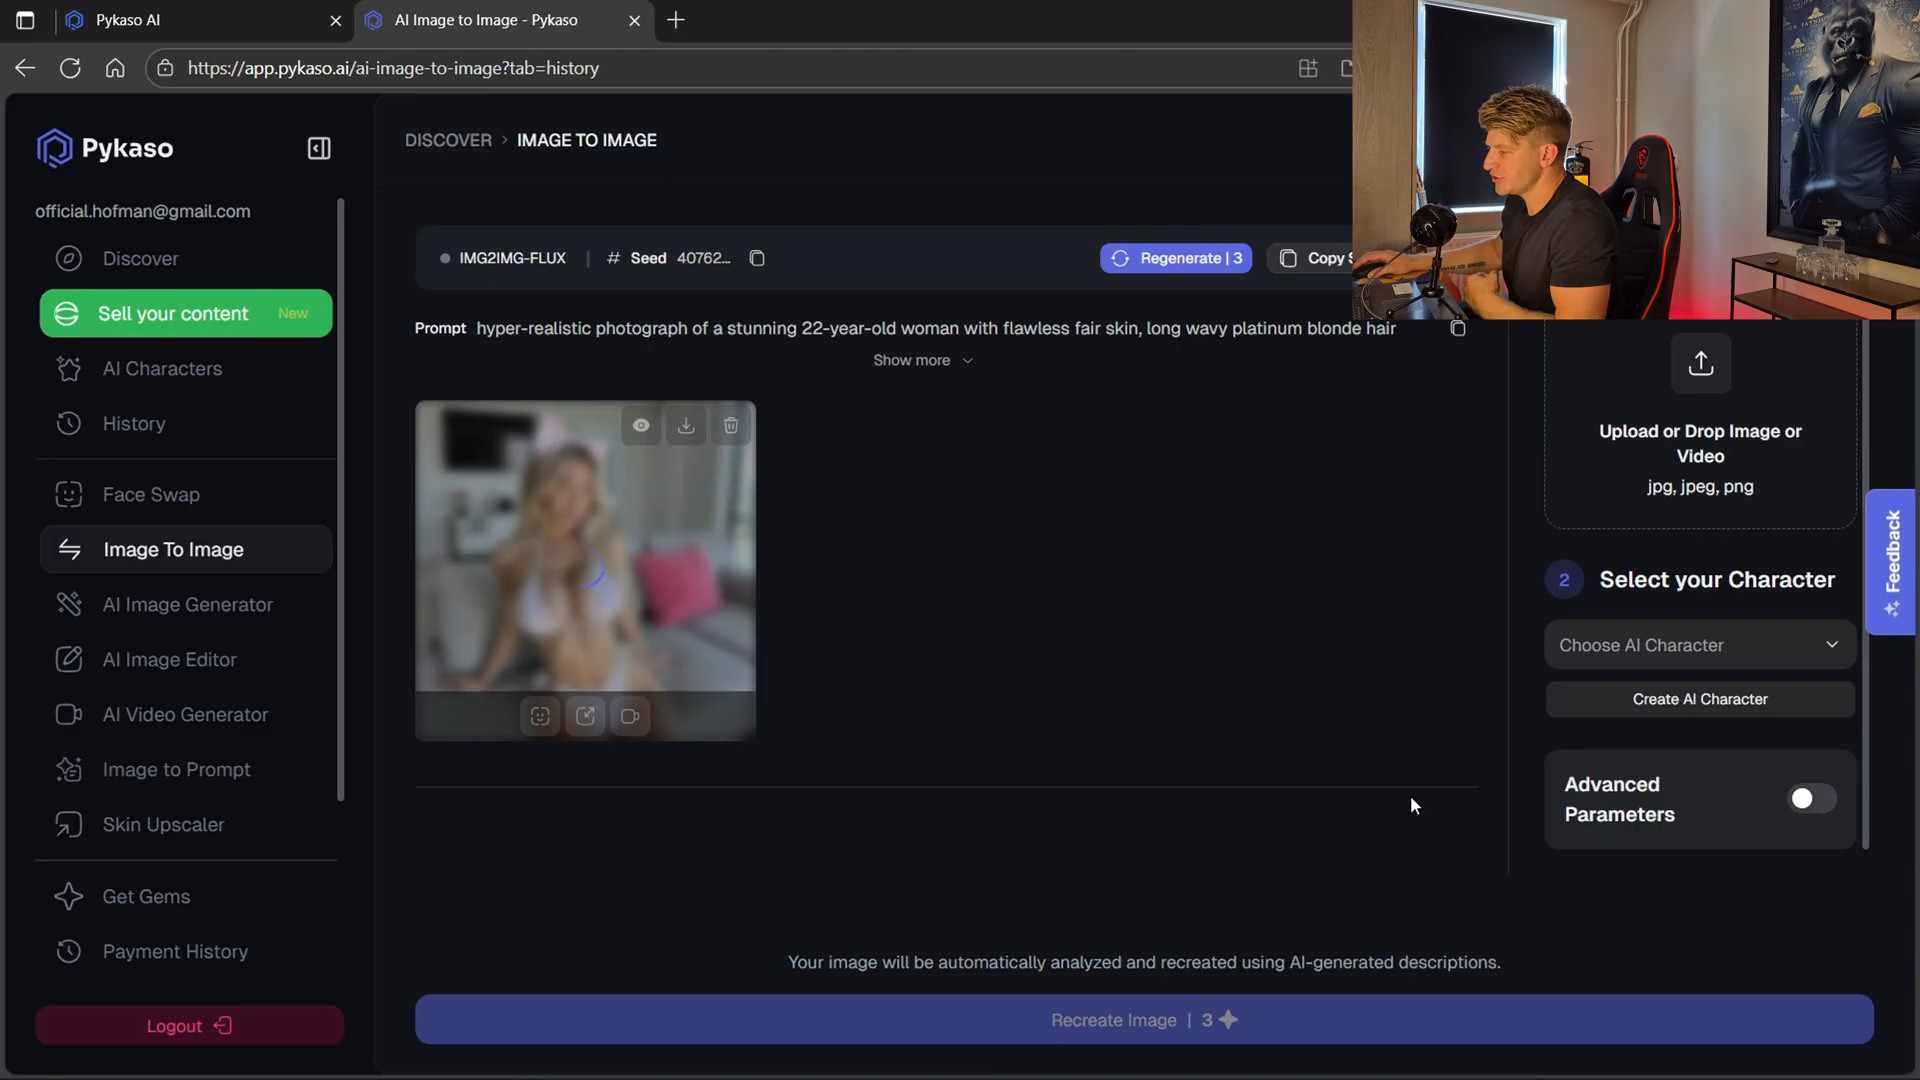 Pykaso AI
AI Image to Image - Pykaso
https://app.pykaso.ai/ai-image-to-image?tab=history
Pykaso
official.hofman@gmail.com
Discover
Sell your content New
AI Characters
History
Face Swap
Image To Image
AI Image Generator
AI Image Editor
AI Video Generator
Image to Prompt
Skin Upscaler
Get Gems
Payment History
Logout
DISCOVER › IMAGE TO IMAGE
IMG2IMG-FLUX | # Seed 40762...
Regenerate | 3
Copy
Prompt hyper-realistic photograph of a stunning 22-year-old woman with flawless fair skin, long wavy platinum blonde hair
Show more
Upload or Drop Image or
Video
jpg, jpeg, png
2 Select your Character
Choose AI Character
Create AI Character
Advanced
Parameters
Feedback
Your image will be automatically analyzed and recreated using AI-generated descriptions.
Recreate Image | 3